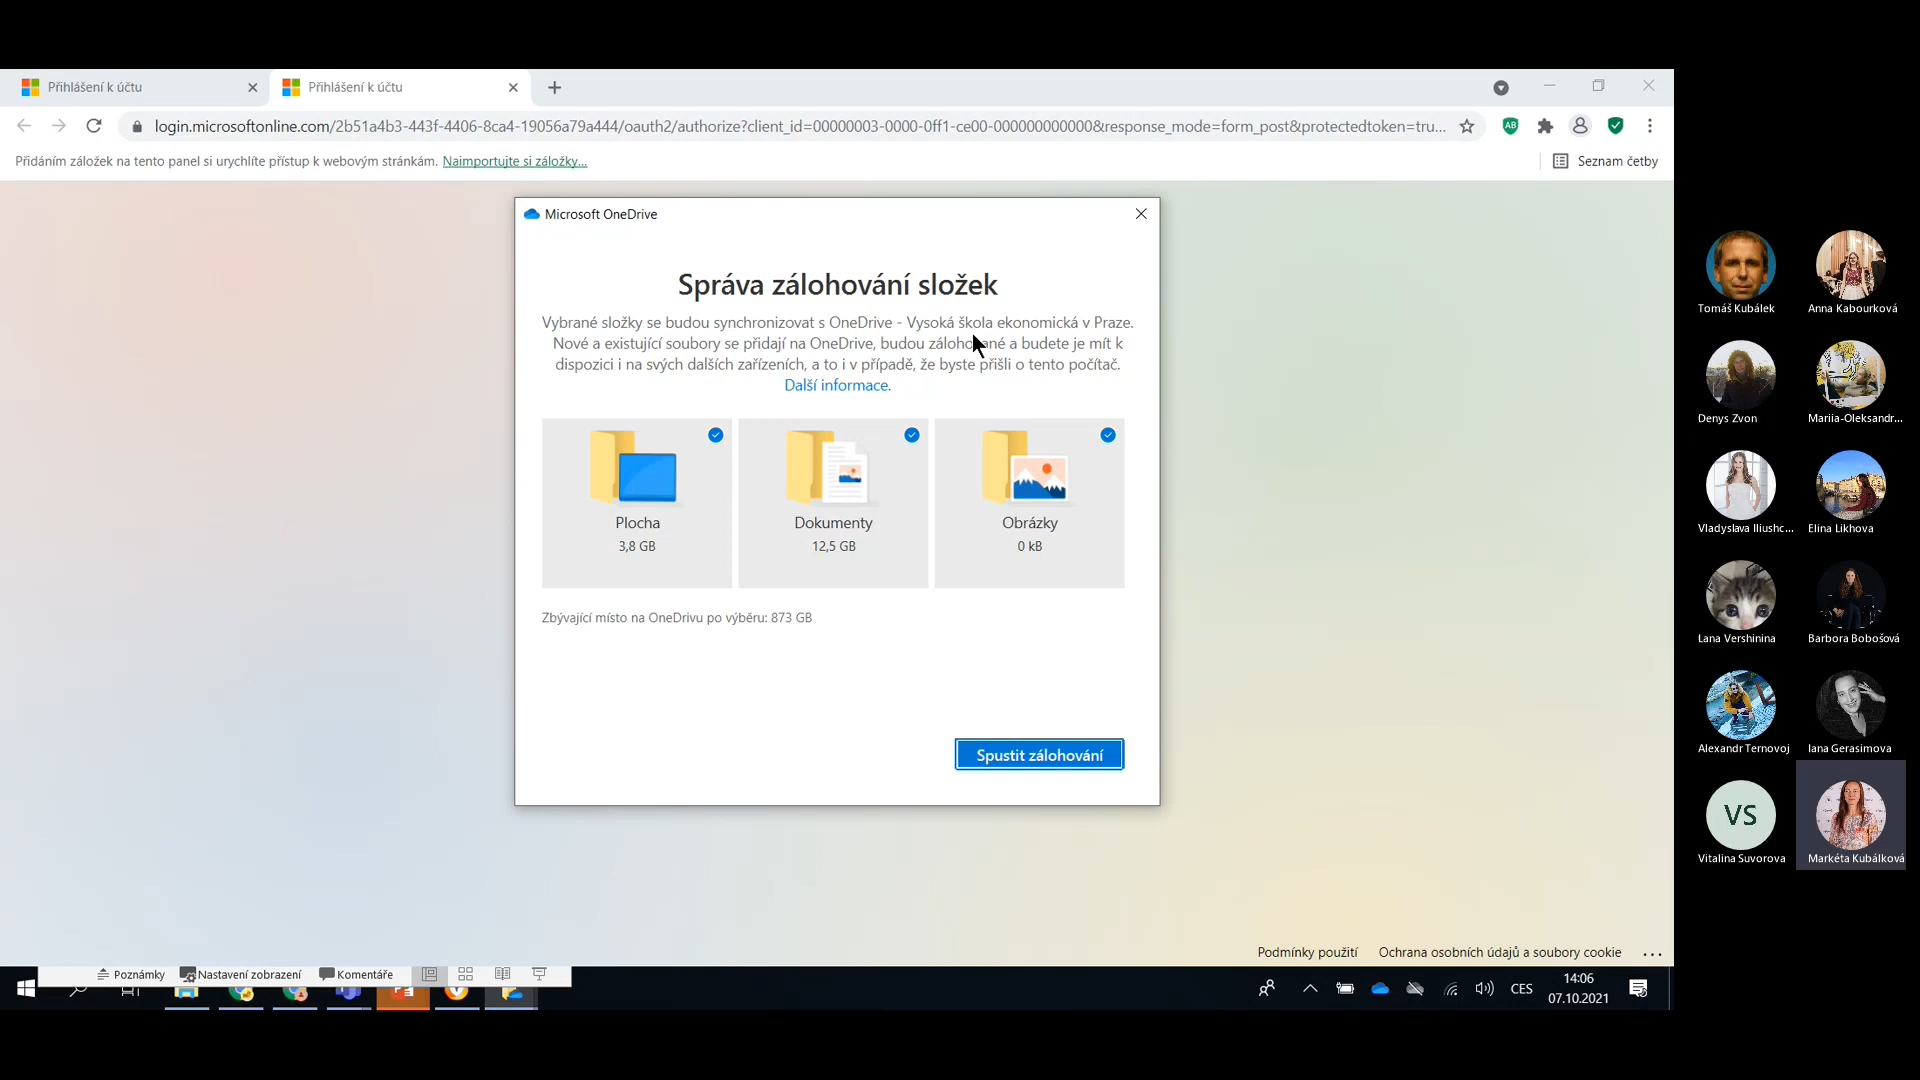 Přihlášení k účtu
Přihlášení k účtu
login.microsoftonline.com/2b51a4b3-443f-4406-8ca4-19056a79a444/oauth2/authorize?client_id=00000003-0000-0ff1-ce00-000000000000&response_mode=form_post&protectedtoken=tru...
AB
Přidáním záložek na tento panel si urychlíte přístup k webovým stránkám. Naimportujte si záložky...
Seznam četby
Microsoft OneDrive
Správa zálohování složek
Vybrané složky se budou synchronizovat s OneDrive - Vysoká škola ekonomická v Praze.
Nové a existující soubory se přidají na OneDrive, budou zálohované a budete je mít k
dispozici i na svých dalších zařízeních, a to i v případě, že byste přišli o tento počítač.
Další informace.
Plocha
3,8 GB
Dokumenty
12,5 GB
Obrázky
0 kB
Zbývající místo na OneDrivu po výběru: 873 GB
Spustit zálohování
Podmínky použití
Ochrana osobních údajů a soubory cookie
...
Poznámky
Nastavení zobrazení
Komentáře
CES
14:06
07.10.2021
Tomáš Kubálek
Anna Kabourková
Denys Zvon
Mariia-Oleksandr...
Vladyslava Iliushc...
Elina Likhova
Lana Vershinina
Barbora Bobošová
Alexandr Ternovoj
Iana Gerasimova
VS
Vitalina Suvorova
Markéta Kubálková